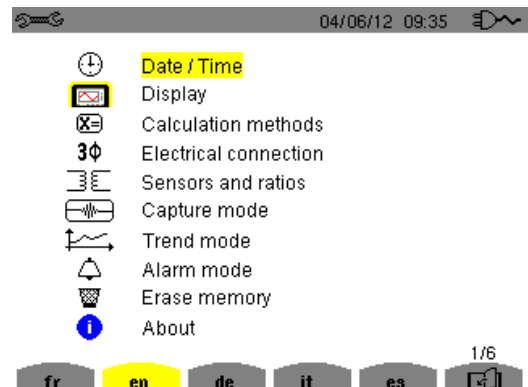 04/06/12 09:35
Date / Time
Display
X= Calculation methods
3Φ Electrical connection
Sensors and ratios
Capture mode
Trend mode
Alarm mode
Erase memory
i About
1/6
fr en de it es